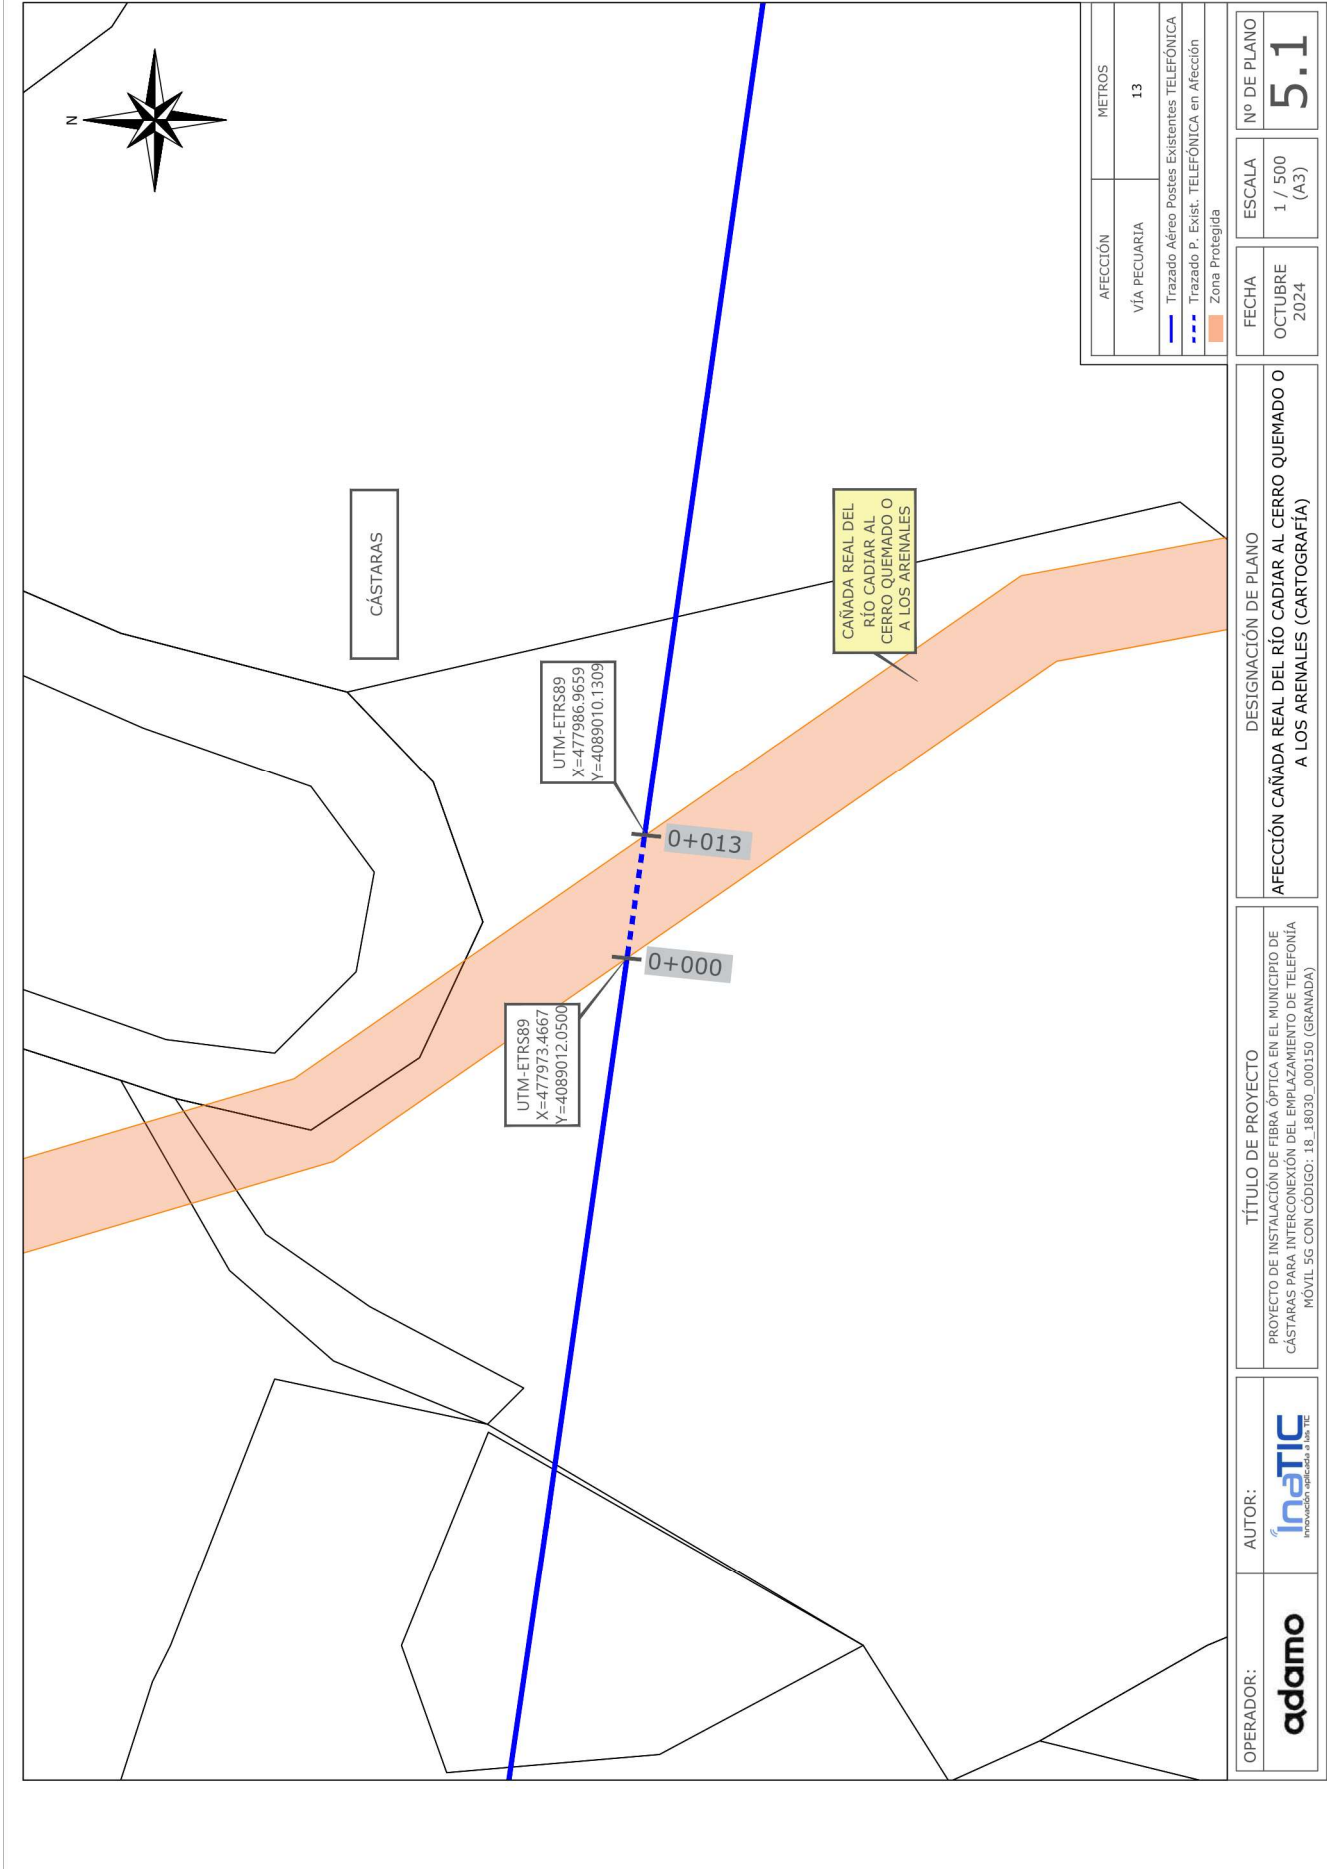 N
CÁSTARAS
UTM-ETRS89
X=477986.9659
Y=4089010.1309
UTM-ETRS89
X=477973.4667
Y=4089012.0500
0+013
0+000
CAÑADA REAL DEL
RÍO CADIAR AL
CERRO QUEMADO O
A LOS ARENALES
AFECCIÓN
METROS
VÍA PECUARIA
13
Trazado Aéreo Postes Existentes TELEFÓNICA
Trazado P. Exist. TELEFÓNICA en Afección
Zona Protegida
OPERADOR:
adamo
AUTOR:
inaTIC
Innovación aplicada a las TIC
TÍTULO DE PROYECTO
PROYECTO DE INSTALACIÓN DE FIBRA ÓPTICA EN EL MUNICIPIO DE
CÁSTARAS PARA INTERCONEXIÓN DEL EMPLAZAMIENTO DE TELEFONÍA
MÓVIL 5G CON CÓDIGO: 18_18030_000150 (GRANADA)
DESIGNACIÓN DE PLANO
AFECCIÓN CAÑADA REAL DEL RÍO CADIAR AL CERRO QUEMADO O
A LOS ARENALES (CARTOGRAFÍA)
FECHA
OCTUBRE
2024
ESCALA
1 / 500
(A3)
Nº DE PLANO
5.1